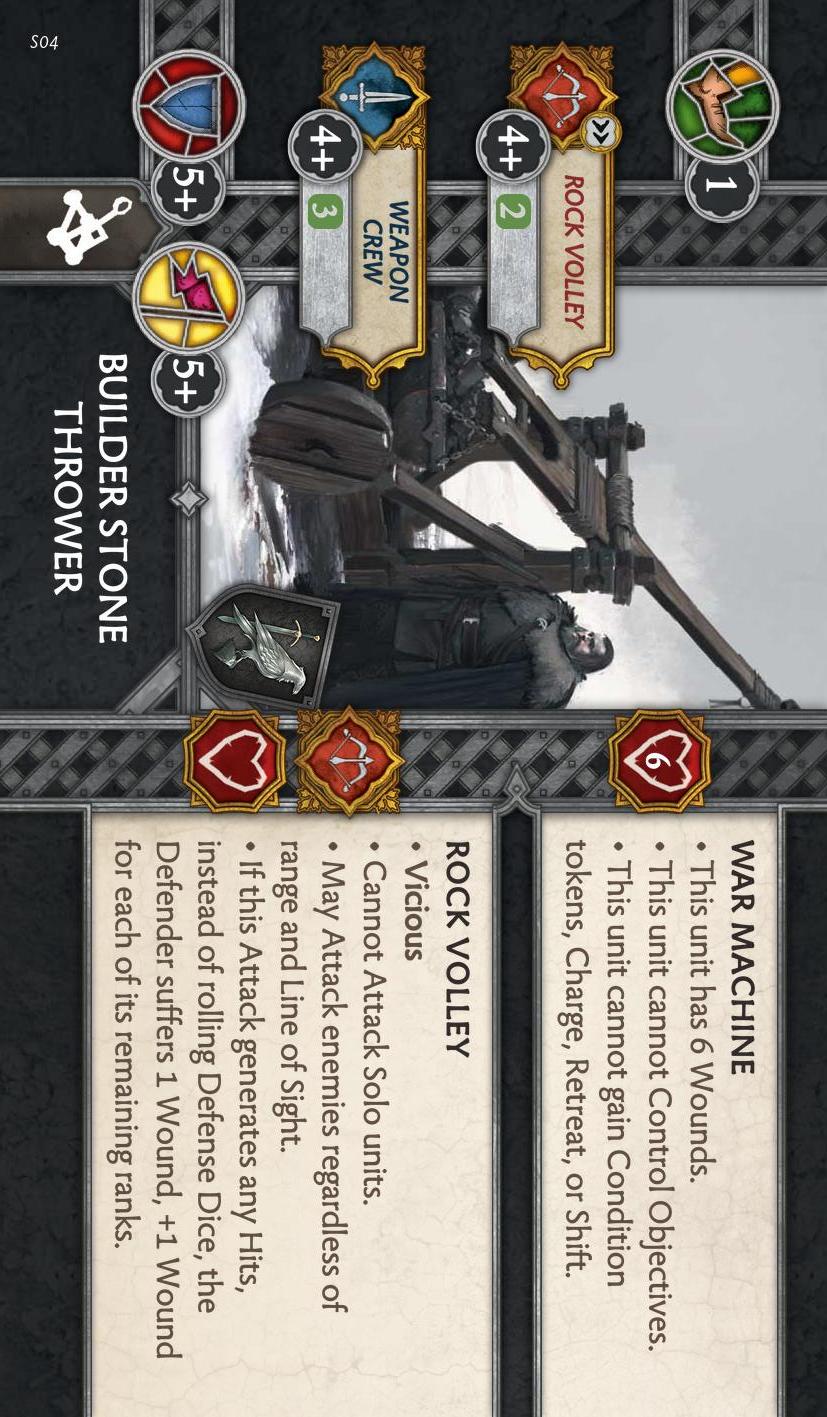 1
ROCK VOLLEY
4+
2
WEAPON
CREW
4+
3
5+
5+
BUILDER STONE
THROWER
6
WAR MACHINE
• This unit has 6 Wounds.
• This unit cannot Control Objectives.
• This unit cannot gain Condition
tokens, Charge, Retreat, or Shift.
ROCK VOLLEY
• Vicious
• Cannot Attack Solo units.
• May Attack enemies regardless of
range and Line of Sight.
• If this Attack generates any Hits,
instead of rolling Defense Dice, the
Defender suffers 1 Wound, +1 Wound
for each of its remaining ranks.
S04